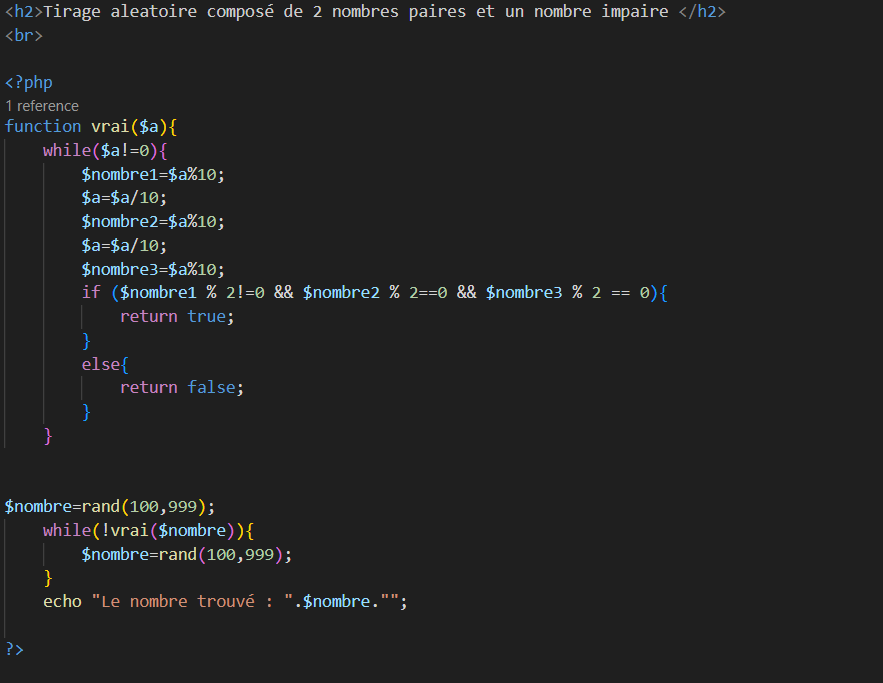 <h2>Tirage aleatoire composé de 2 nombres paires et un nombre impaire </h2>
<br>
<?php
1 reference
function vrai($a){
while($a!=0){
$nombre1=$a%10;
$a=$a/10;
$nombre2=$a%10;
$a=$a/10;
$nombre3=$a%10;
if ($nombre1 % 2!=0 && $nombre2 % 2==0 && $nombre3 % 2 == 0){
return true;
}
else{
return false;
}
}
$nombre=rand(100,999);
while(!vrai($nombre)){
$nombre=rand(100,999);
}
echo "Le nombre trouvé : ".$nombre."";
?>